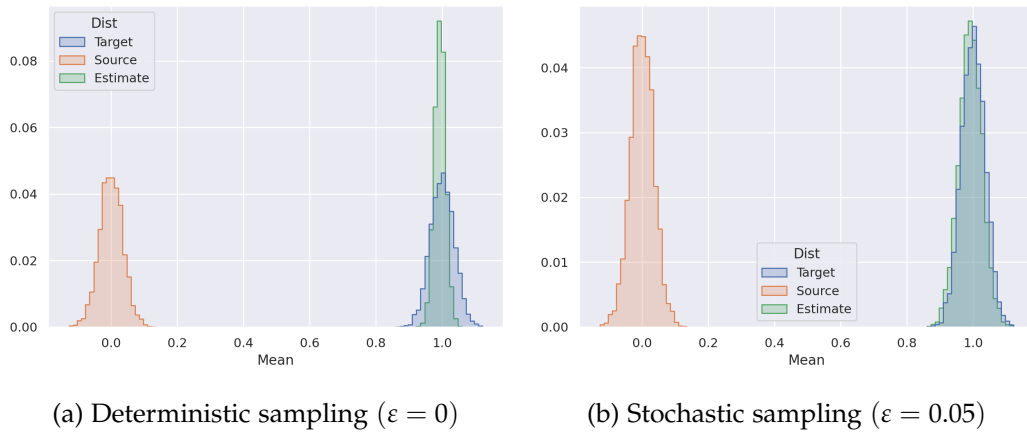 Dist
Target
Source
Estimate
0.08
0.06
0.04
0.02
0.00
0.0 0.2 0.4 0.6 0.8 1.0
Mean
(a) Deterministic sampling (ε = 0)
0.04
0.03
0.02
0.01
0.00
Dist
Target
Source
Estimate
0.0 0.2 0.4 0.6 0.8 1.0
Mean
(b) Stochastic sampling (ε = 0.05)